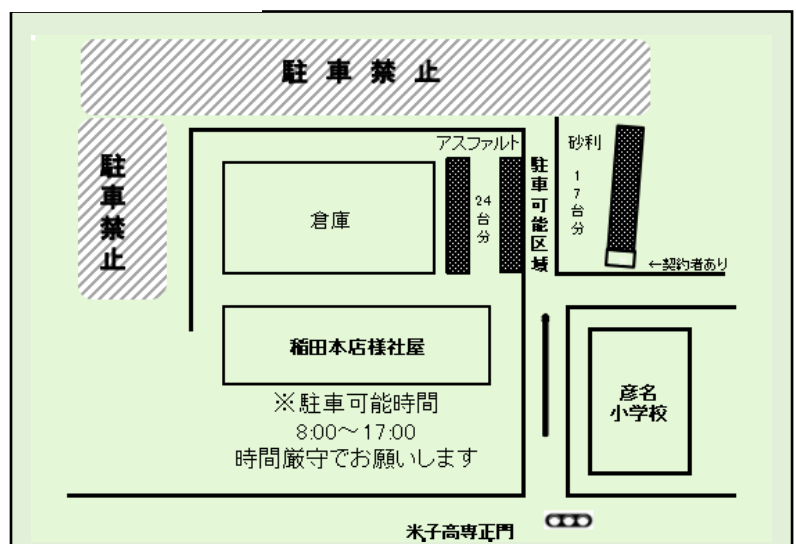 駐車禁止
駐車禁止
アスファルト
24台分
駐車可能区域
砂利
17台分
←契約者あり
倉庫
稲田本店様社屋
※駐車可能時間
8:00～17:00
時間厳守でお願いします
彦名
小学校
米子高専正門